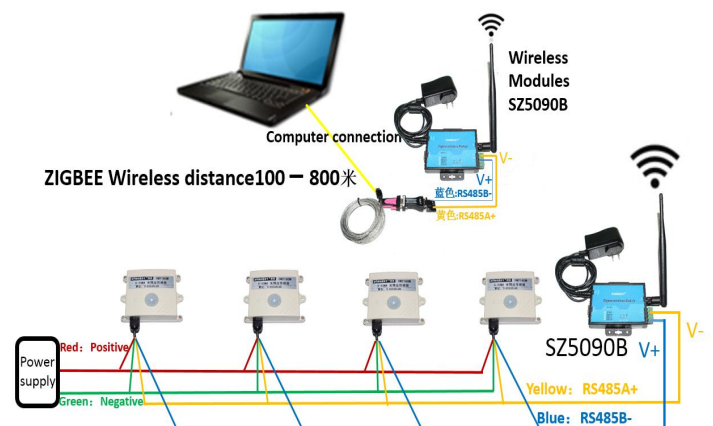 Wireless
Modules
SZ5090B
Computer connection
V-
V+
ZIGBEE Wireless distance100 — 800米
蓝色:RS485B-
黄色:RS485A+
SZ5090B
V+
V-
Power
supply
Red：Positive
Green：Negative
Yellow：RS485A+
Blue：RS485B-